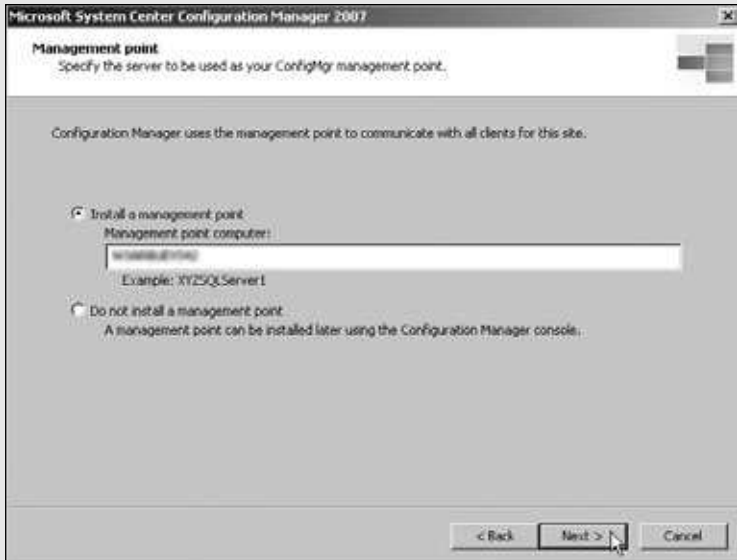 Microsoft System Center Configuration Manager 2007
Management point
Specify the server to be used as your ConfigMgr management point.
Configuration Manager uses the management point to communicate with all clients for this site.
Install a management point
Management point computer:
Example: XYZSQLServer1
Do not install a management point
A management point can be installed later using the Configuration Manager console.
< Back Next > Cancel